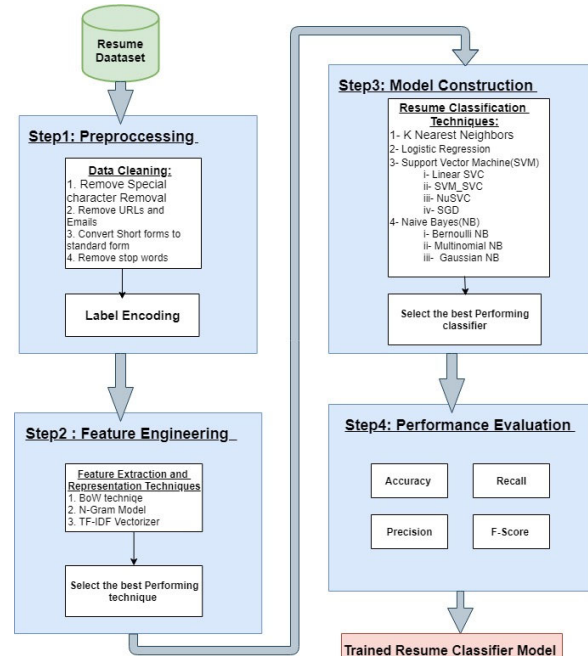 Resume
Daataset
Step1: Preproccessing
Data Cleaning:
1. Remove Special
character Removal
2. Remove URLs and
Emails
3. Convert Short forms to
standard form
4. Remove stop words
Label Encoding
Step2 : Feature Engineering
Feature Extraction and
Representation Techniques
1. BoW techniqe
2. N-Gram Model
3. TF-IDF Vectorizer
Select the best Performing
technique
Step3: Model Construction
Resume Classification
Techniques:
1- K Nearest Neighbors
2- Logistic Regression
3- Support Vector Machine(SVM)
i- Linear SVC
ii- SVM_SVC
iii- NuSVC
iv- SGD
4- Naive Bayes(NB)
i- Bernoulli NB
ii- Multinomial NB
iii- Gaussian NB
Select the best Performing
classifier
Step4: Performance Evaluation
Accuracy
Recall
Precision
F-Score
Trained Resume Classifier Model